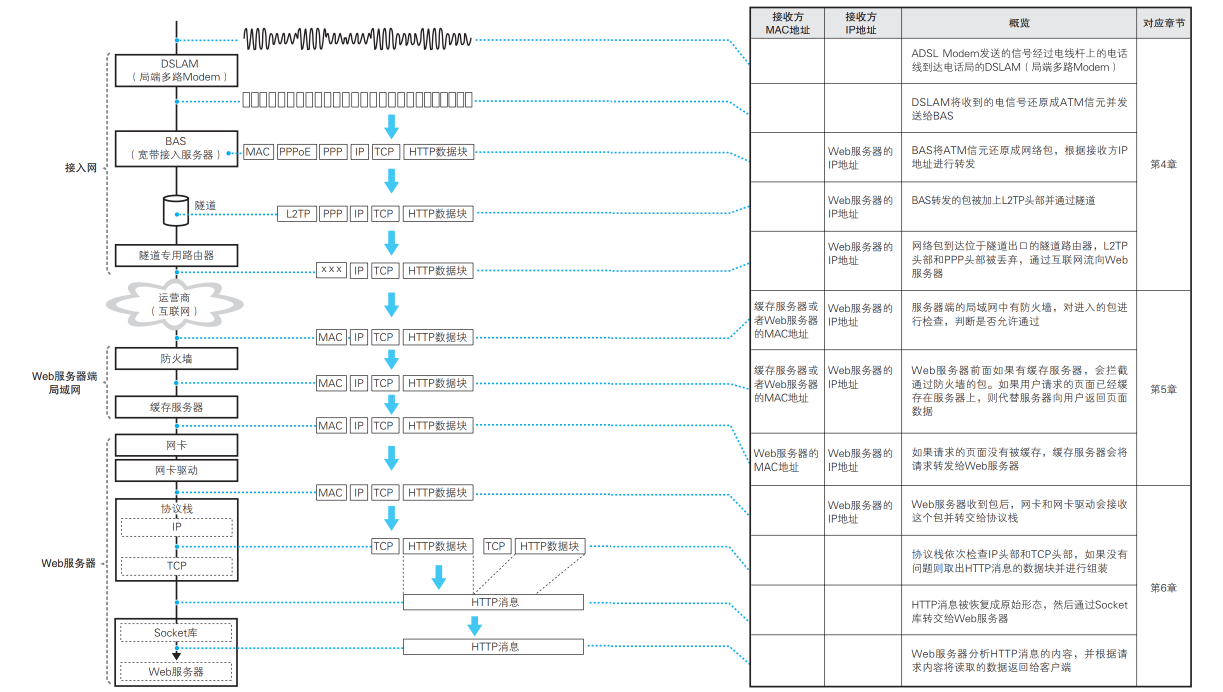 DSLAM
（局端多路Modem）
BAS
（宽带接入服务器）
接入网
隧道
隧道专用路由器
运营商
（互联网）
防火墙
Web服务器端
局域网
缓存服务器
网卡
网卡驱动
协议栈
IP
TCP
Web服务器
Socket库
Web服务器
MAC PPPoE PPP IP TCP HTTP数据块
L2TP PPP IP TCP HTTP数据块
xxx IP TCP HTTP数据块
MAC IP TCP HTTP数据块
MAC IP TCP HTTP数据块
MAC IP TCP HTTP数据块
MAC IP TCP HTTP数据块
TCP HTTP数据块 TCP HTTP数据块
HTTP消息
HTTP消息
接收方
MAC地址
接收方
IP地址
概览
对应章节
ADSL Modem发送的信号经过电线杆上的电话
线到达电话局的DSLAM（局端多路Modem）
DSLAM将收到的电信号还原成ATM信元并发
送给BAS
Web服务器的
IP地址
BAS将ATM信元还原成网络包，根据接收方IP
地址进行转发
第4章
Web服务器的
IP地址
BAS转发的包被加上L2TP头部并通过隧道
Web服务器的
IP地址
网络包到达位于隧道出口的隧道路由器，L2TP
头部和PPP头部被丢弃，通过互联网流向Web
服务器
缓存服务器或
者Web服务器
的MAC地址
Web服务器的
IP地址
服务器端的局域网中有防火墙，对进入的包进
行检查，判断是否允许通过
缓存服务器或
者Web服务器
的MAC地址
Web服务器的
IP地址
Web服务器前面如果有缓存服务器，会拦截
通过防火墙的包。如果用户请求的页面已经缓
存在服务器上，则代替服务器向用户返回页面
数据
第5章
Web服务器的
MAC地址
Web服务器的
IP地址
如果请求的页面没有被缓存，缓存服务器会将
请求转发给Web服务器
Web服务器的
IP地址
Web服务器收到包后，网卡和网卡驱动会接收
这个包并转交给协议栈
协议栈依次检查IP头部和TCP头部，如果没有
问题则取出HTTP消息的数据块并进行组装
第6章
HTTP消息被恢复成原始形态，然后通过Socket
库转交给Web服务器
Web服务器分析HTTP消息的内容，并根据请
求内容将读取的数据返回给客户端